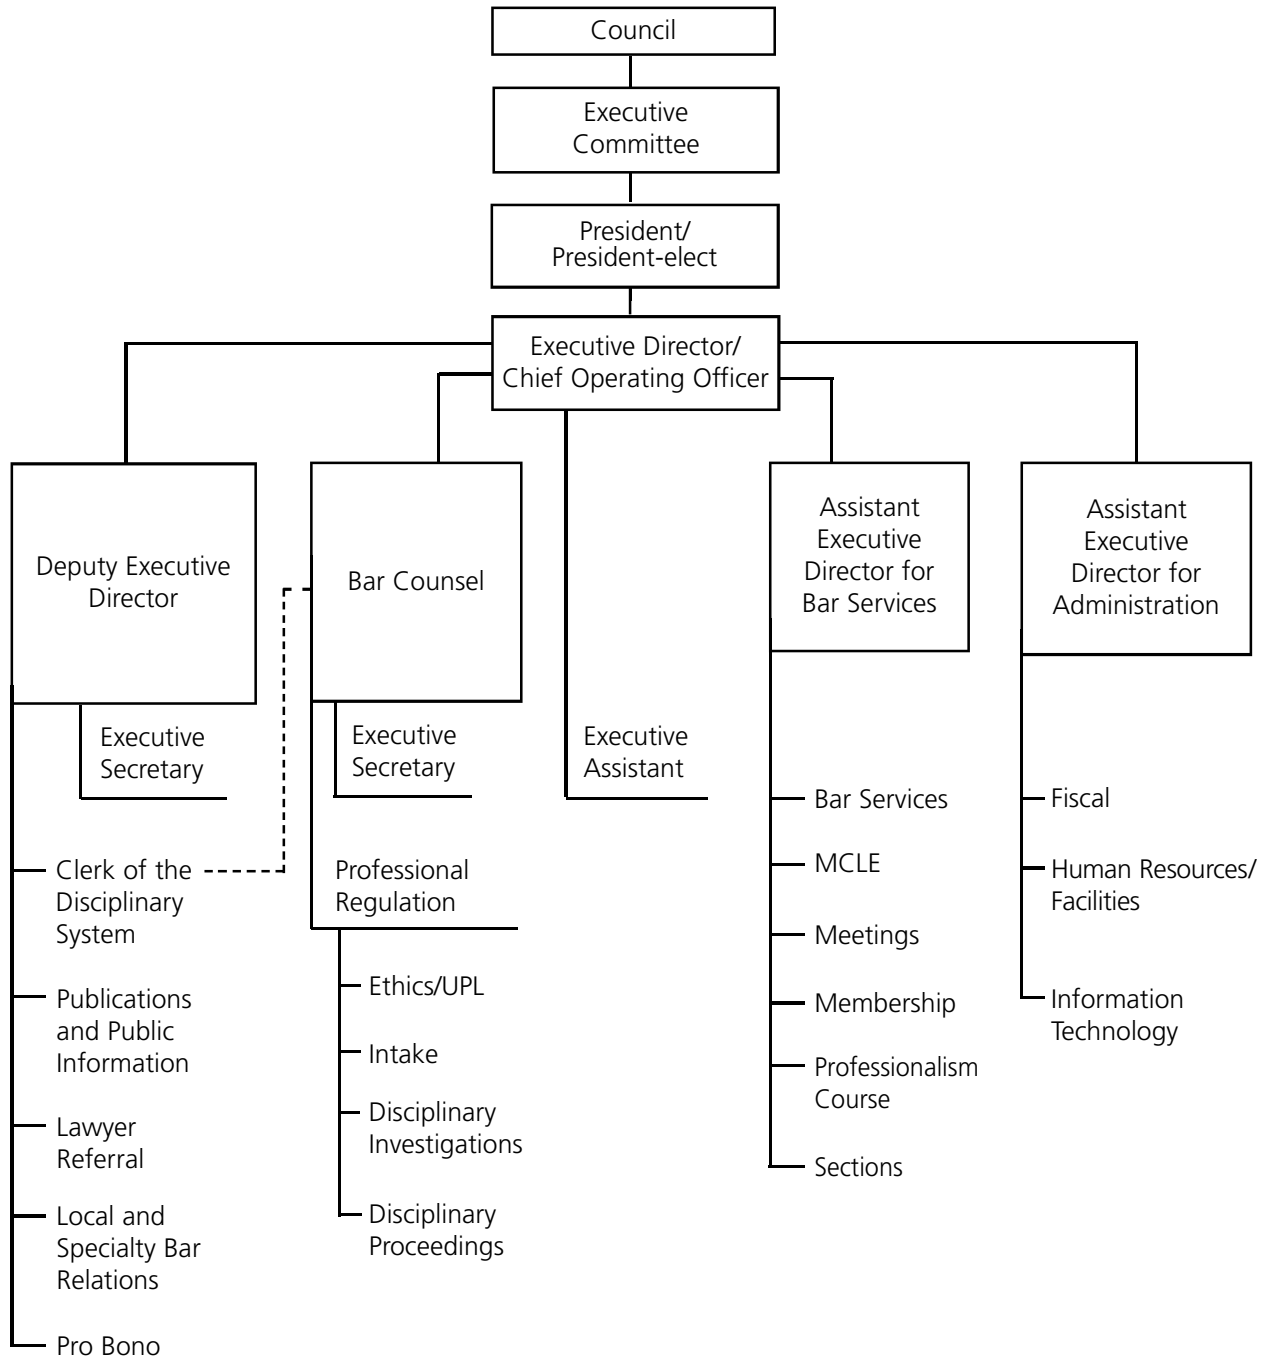 Council
Executive
Committee
President/
President-elect
Executive Director/
Chief Operating Officer
Deputy Executive
Director
Bar Counsel
Assistant
Executive
Director for
Bar Services
Assistant
Executive
Director for
Administration
Executive
Secretary
Executive
Secretary
Executive
Assistant
Clerk of the
Disciplinary
System
Publications
and Public
Information
Lawyer
Referral
Local and
Specialty Bar
Relations
Pro Bono
Professional
Regulation
Ethics/UPL
Intake
Disciplinary
Investigations
Disciplinary
Proceedings
Bar Services
MCLE
Meetings
Membership
Professionalism
Course
Sections
Fiscal
Human Resources/
Facilities
Information
Technology